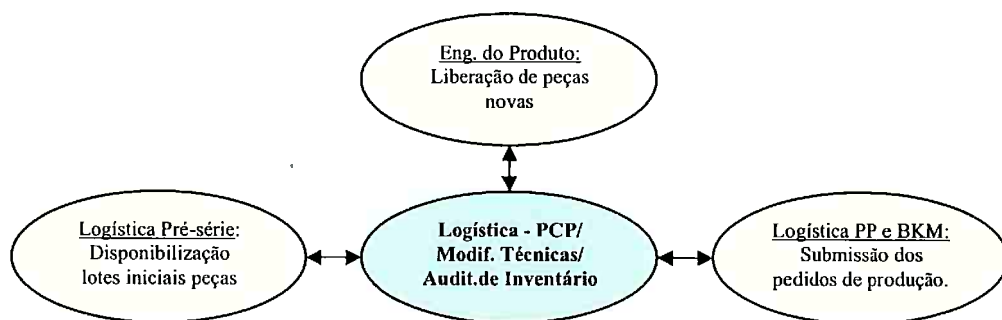 Eng. do Produto:
Liberação de peças
novas
Logística Pré-série:
Disponibilização
lotes iniciais peças
Logística - PCP/
Modif. Técnicas/
Audit.de Inventário
Logística PP e BKM:
Submissão dos
pedidos de produção.